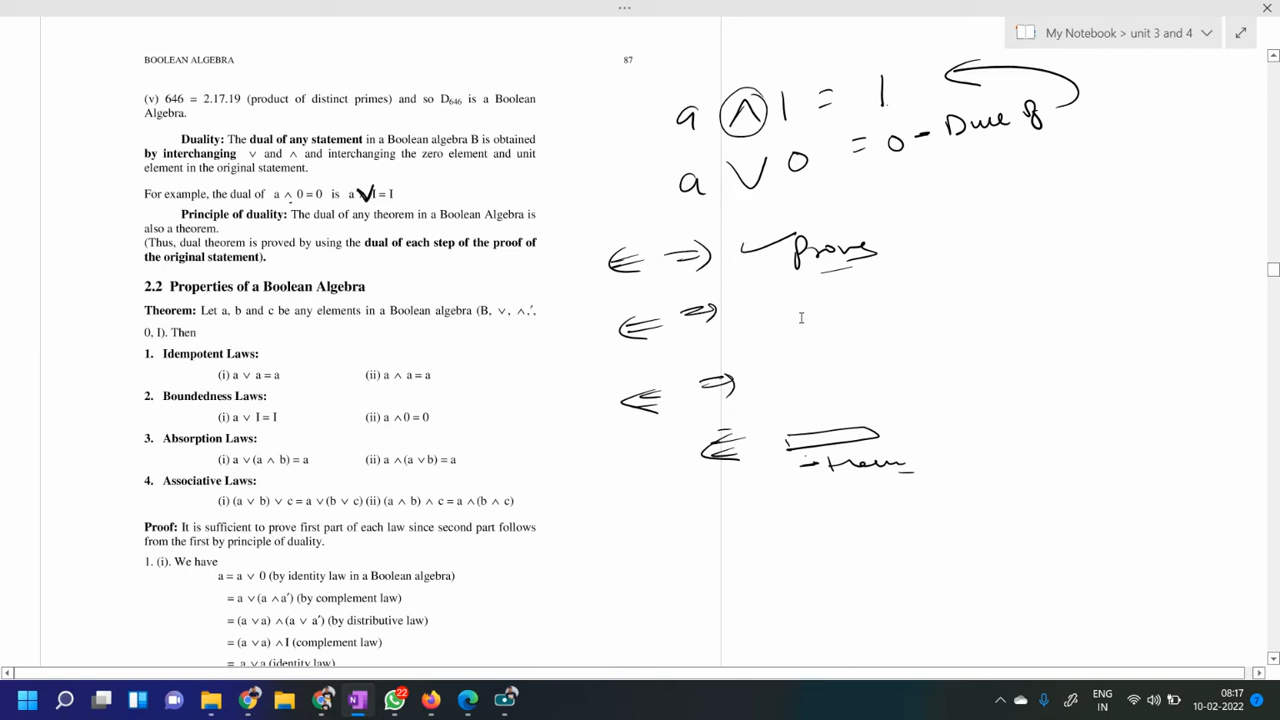 My Notebook > unit 3 and 4
BOOLEAN ALGEBRA 87
(v) 646 = 2.17.19 (product of distinct primes) and so D₆₄₆ is a Boolean
Algebra.
Duality: The dual of any statement in a Boolean algebra B is obtained
by interchanging ∨ and ∧ and interchanging the zero element and unit
element in the original statement.
For example, the dual of a ∧ 0 = 0 is a ∨ I = I
Principle of duality: The dual of any theorem in a Boolean Algebra is
also a theorem.
(Thus, dual theorem is proved by using the dual of each step of the proof of
the original statement).
2.2 Properties of a Boolean Algebra
Theorem: Let a, b and c be any elements in a Boolean algebra (B, ∨, ∧,′,
0, I). Then
1. Idempotent Laws:
(i) a ∨ a = a (ii) a ∧ a = a
2. Boundedness Laws:
(i) a ∨ I = I (ii) a ∧0 = 0
3. Absorption Laws:
(i) a ∨(a ∧ b) = a (ii) a ∧(a ∨b) = a
4. Associative Laws:
(i) (a ∨ b) ∨ c = a ∨(b ∨ c) (ii) (a ∧ b) ∧ c = a ∧(b ∧ c)
Proof: It is sufficient to prove first part of each law since second part follows
from the first by principle of duality.
1. (i). We have
a = a ∨ 0 (by identity law in a Boolean algebra)
= a ∨(a ∧a′) (by complement law)
= (a ∨a) ∧(a ∨ a′) (by distributive law)
= (a ∨a) ∧I (complement law)
= a ∨a (identity law)
a ∧ 1 = 1
a ∨ 0 = 0 - of
⇐ ⇒ prove
⇐ ⇒
⇐ ⇒
⇐
22
ENG
IN
08:17
10-02-2022
7